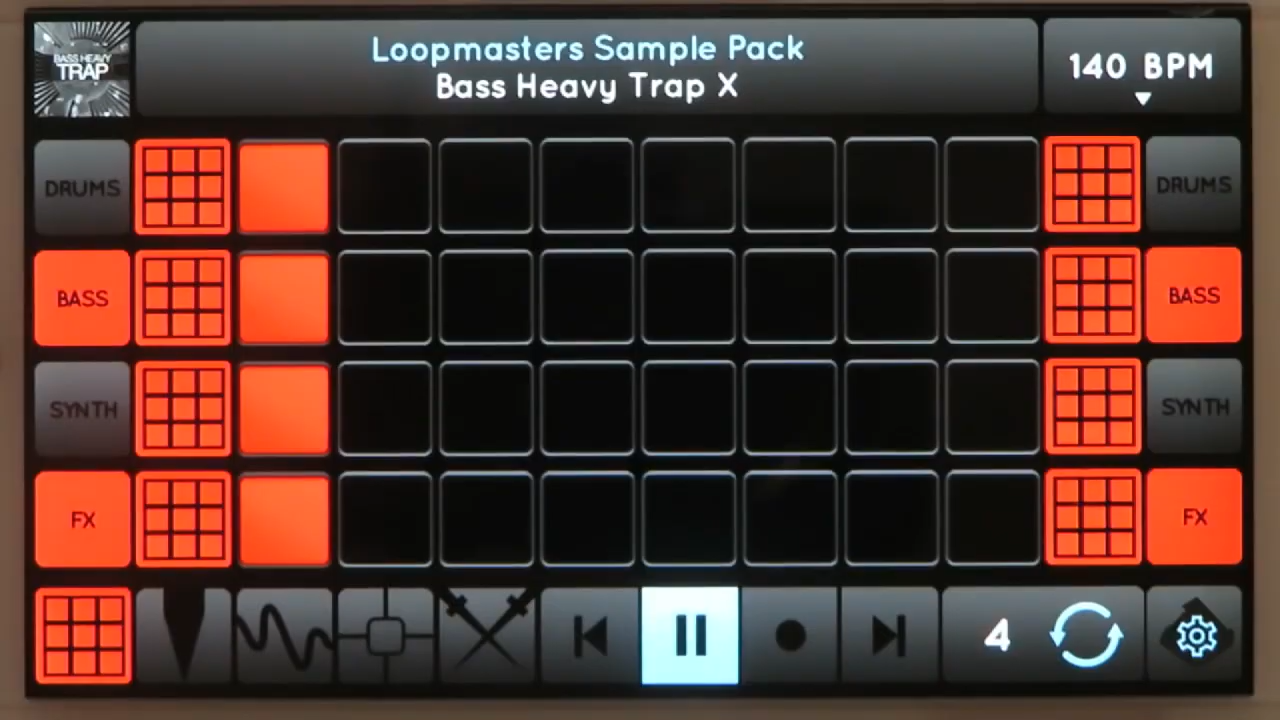 BASS HEAVY
TRAP
Loopmasters Sample Pack
Bass Heavy Trap X
140 BPM
DRUMS
DRUMS
BASS
BASS
SYNTH
SYNTH
FX
FX
4